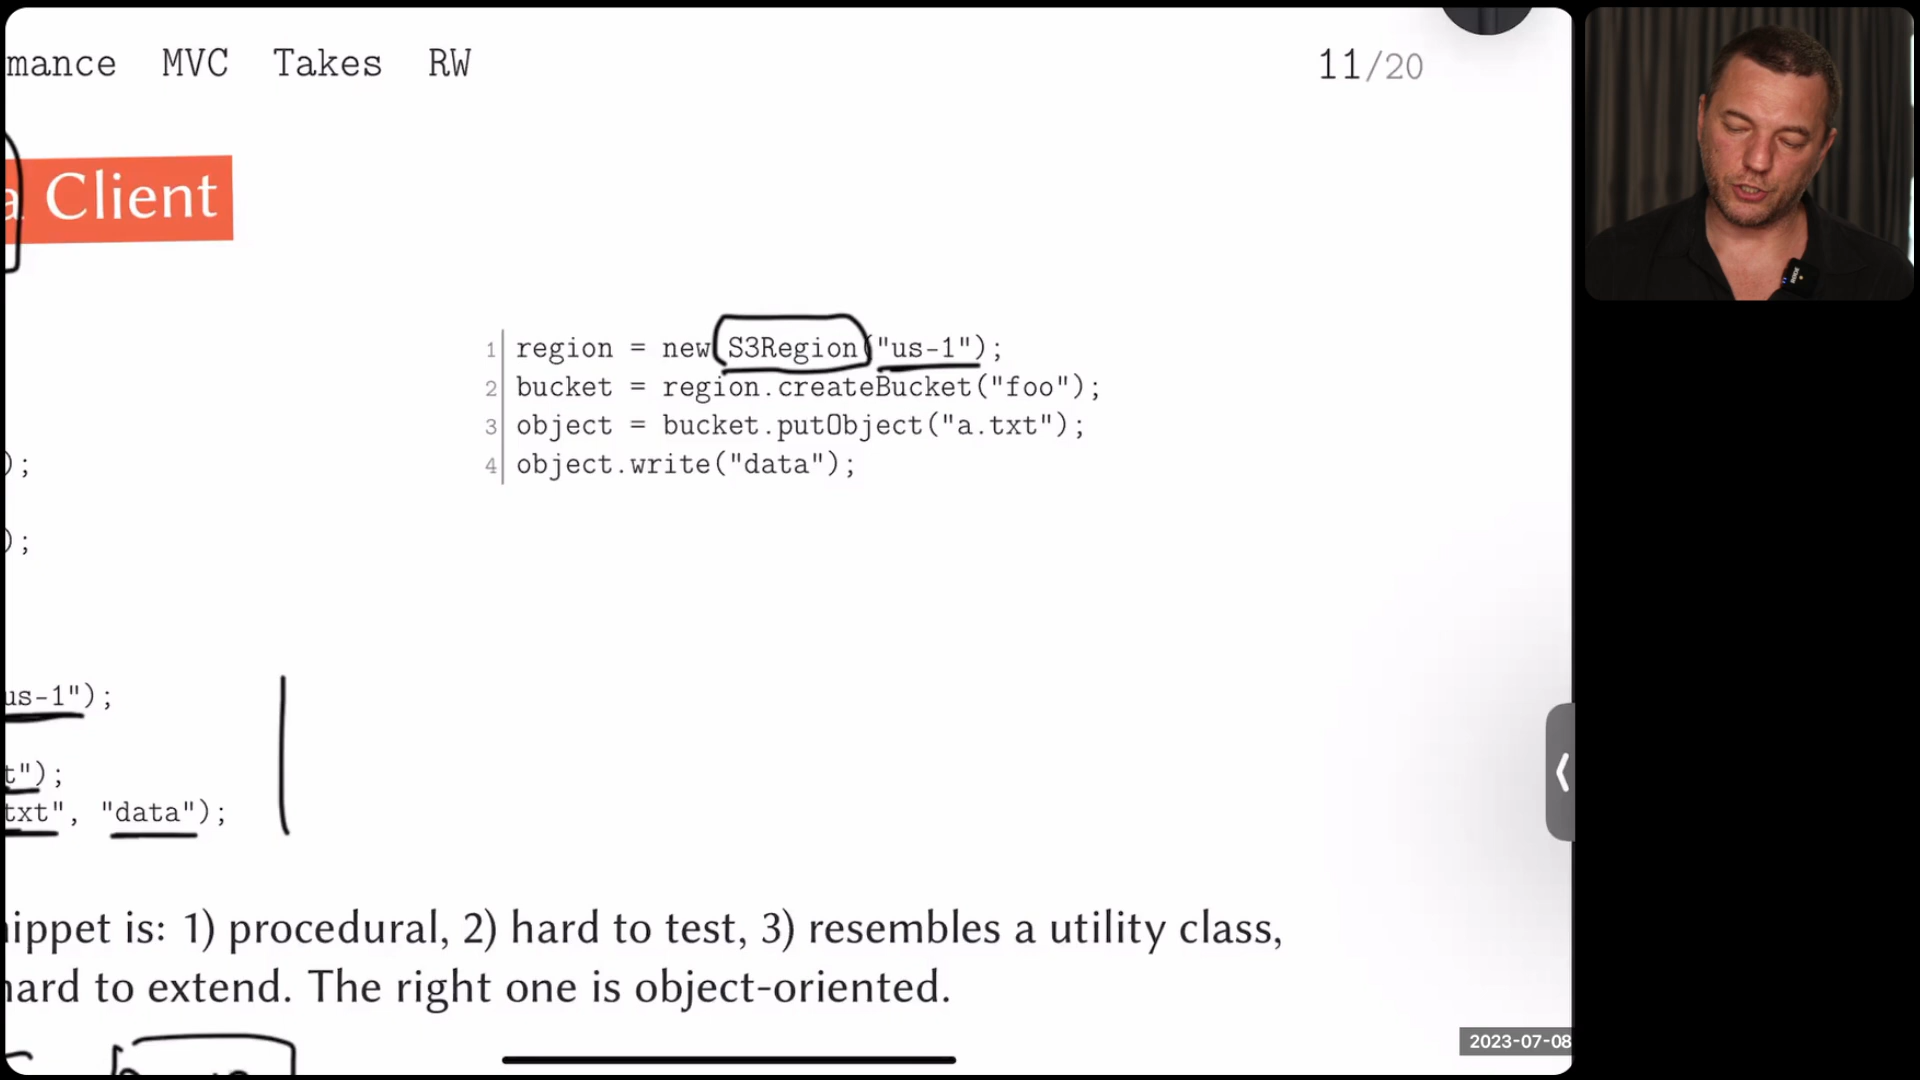 mance MVC Takes RW 11/20
a Client
1 region = new S3Region("us-1");
2 bucket = region.createBucket("foo");
3 object = bucket.putObject("a.txt");
4 object.write("data");
);
);
us-1");
t");
txt", "data");
ippet is: 1) procedural, 2) hard to test, 3) resembles a utility class,
hard to extend. The right one is object-oriented.
2023-07-08